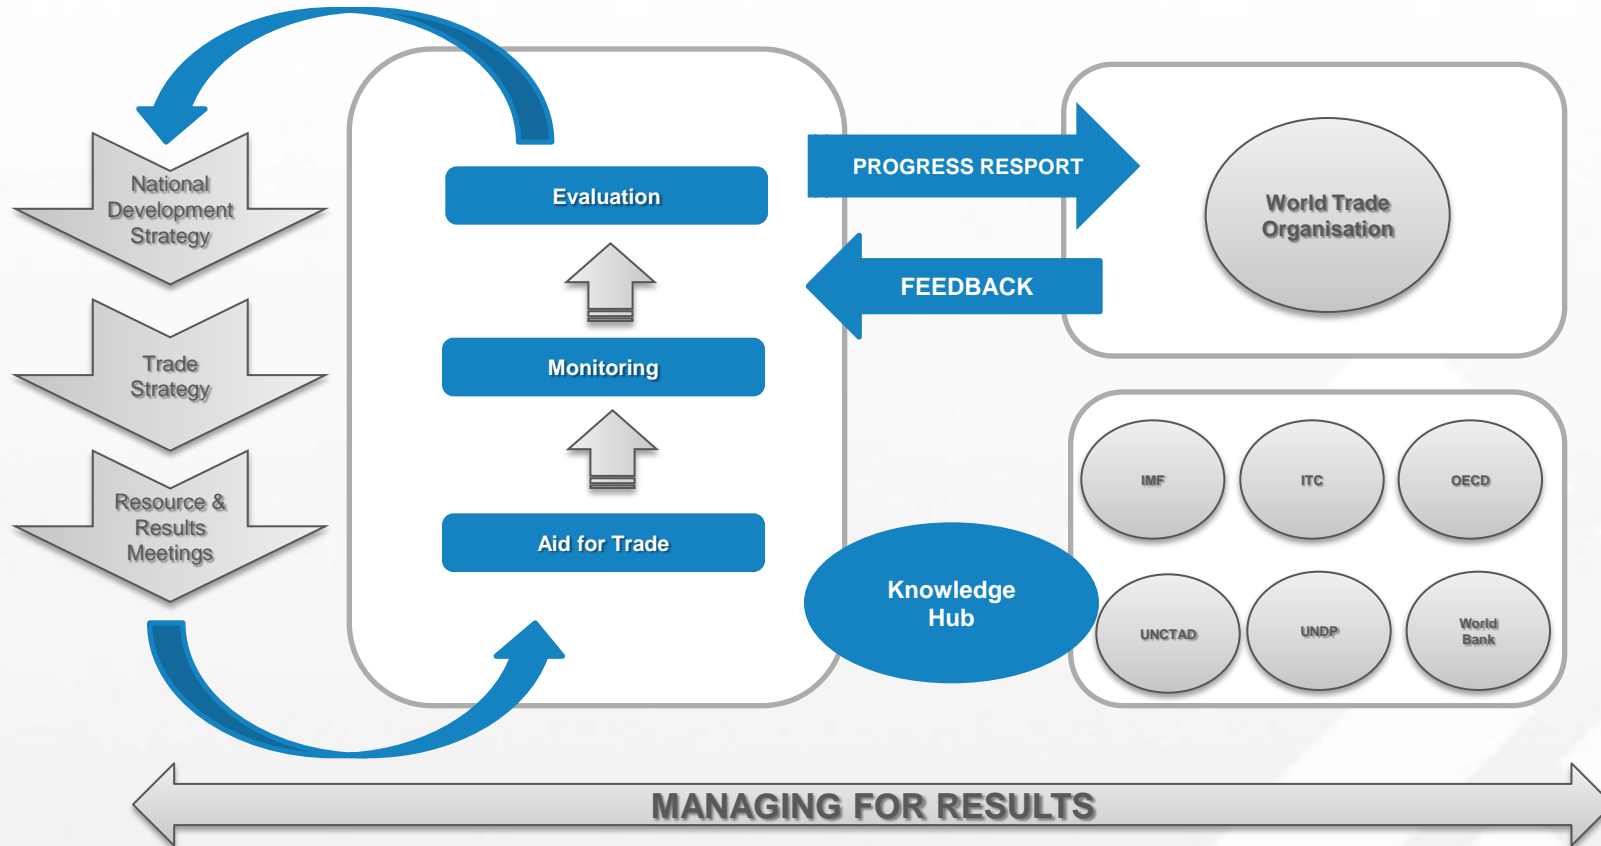 National
Development
Strategy
Trade
Strategy
Resource &
Results
Meetings
Evaluation
Monitoring
Aid for Trade
PROGRESS RESPORT
FEEDBACK
World Trade
Organisation
Knowledge
Hub
IMF
ITC
OECD
UNCTAD
UNDP
World
Bank
MANAGING FOR RESULTS